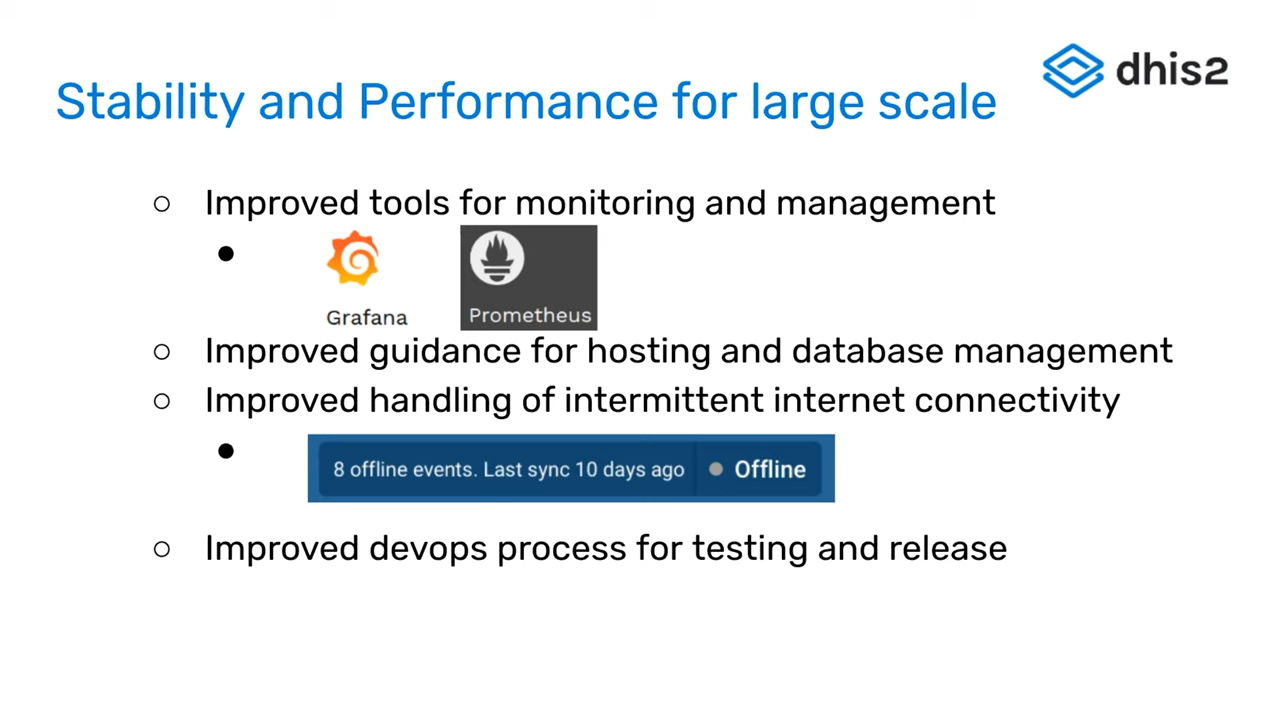 dhis2
Stability and Performance for large scale
Improved tools for monitoring and management
Grafana
Prometheus
Improved guidance for hosting and database management
Improved handling of intermittent internet connectivity
8 offline events. Last sync 10 days ago
Offline
Improved devops process for testing and release